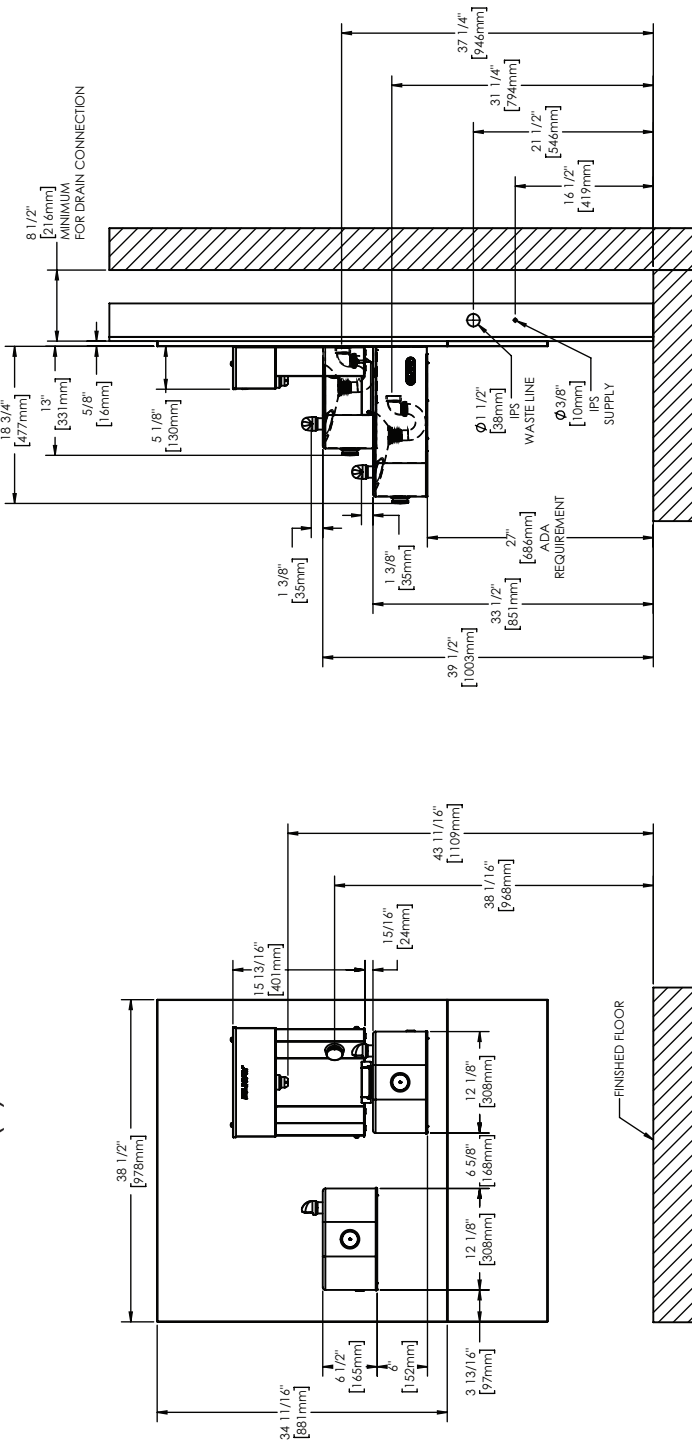 8 1/2"
[216mm]
MINIMUM
FOR DRAIN CONNECTION
18 3/4"
[477mm]
13"
[331mm]
5/8"
[16mm]
5 1/8"
[130mm]
37 1/4"
[946mm]
31 1/4"
[794mm]
21 1/2"
[546mm]
16 1/2"
[419mm]
Ø1 1/2"
[38mm]
IPS
WASTE LINE
Ø3/8"
[10mm]
IPS
SUPPLY
1 3/8"
[35mm]
1 3/8"
[35mm]
27"
[686mm]
ADA
REQUIREMENT
33 1/2"
[851mm]
39 1/2"
[1003mm]
38 1/2"
[978mm]
15 13/16"
[401mm]
15/16"
[24mm]
43 11/16"
[1109mm]
38 1/16"
[968mm]
12 1/8"
[308mm]
6 5/8"
[168mm]
12 1/8"
[308mm]
3 13/16"
[97mm]
6 1/2"
[165mm]
6"
[152mm]
34 11/16"
[881mm]
FINISHED FLOOR